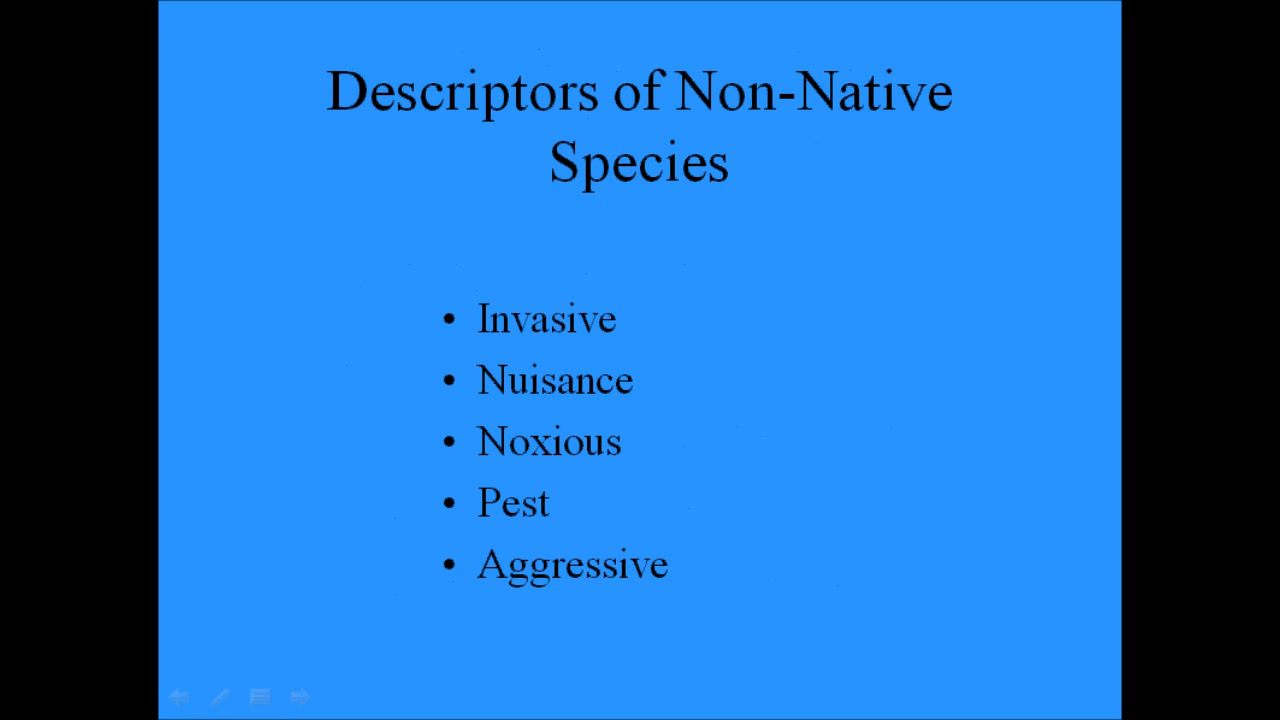 Descriptors of Non-Native
Species
• Invasive
• Nuisance
• Noxious
• Pest
• Aggressive